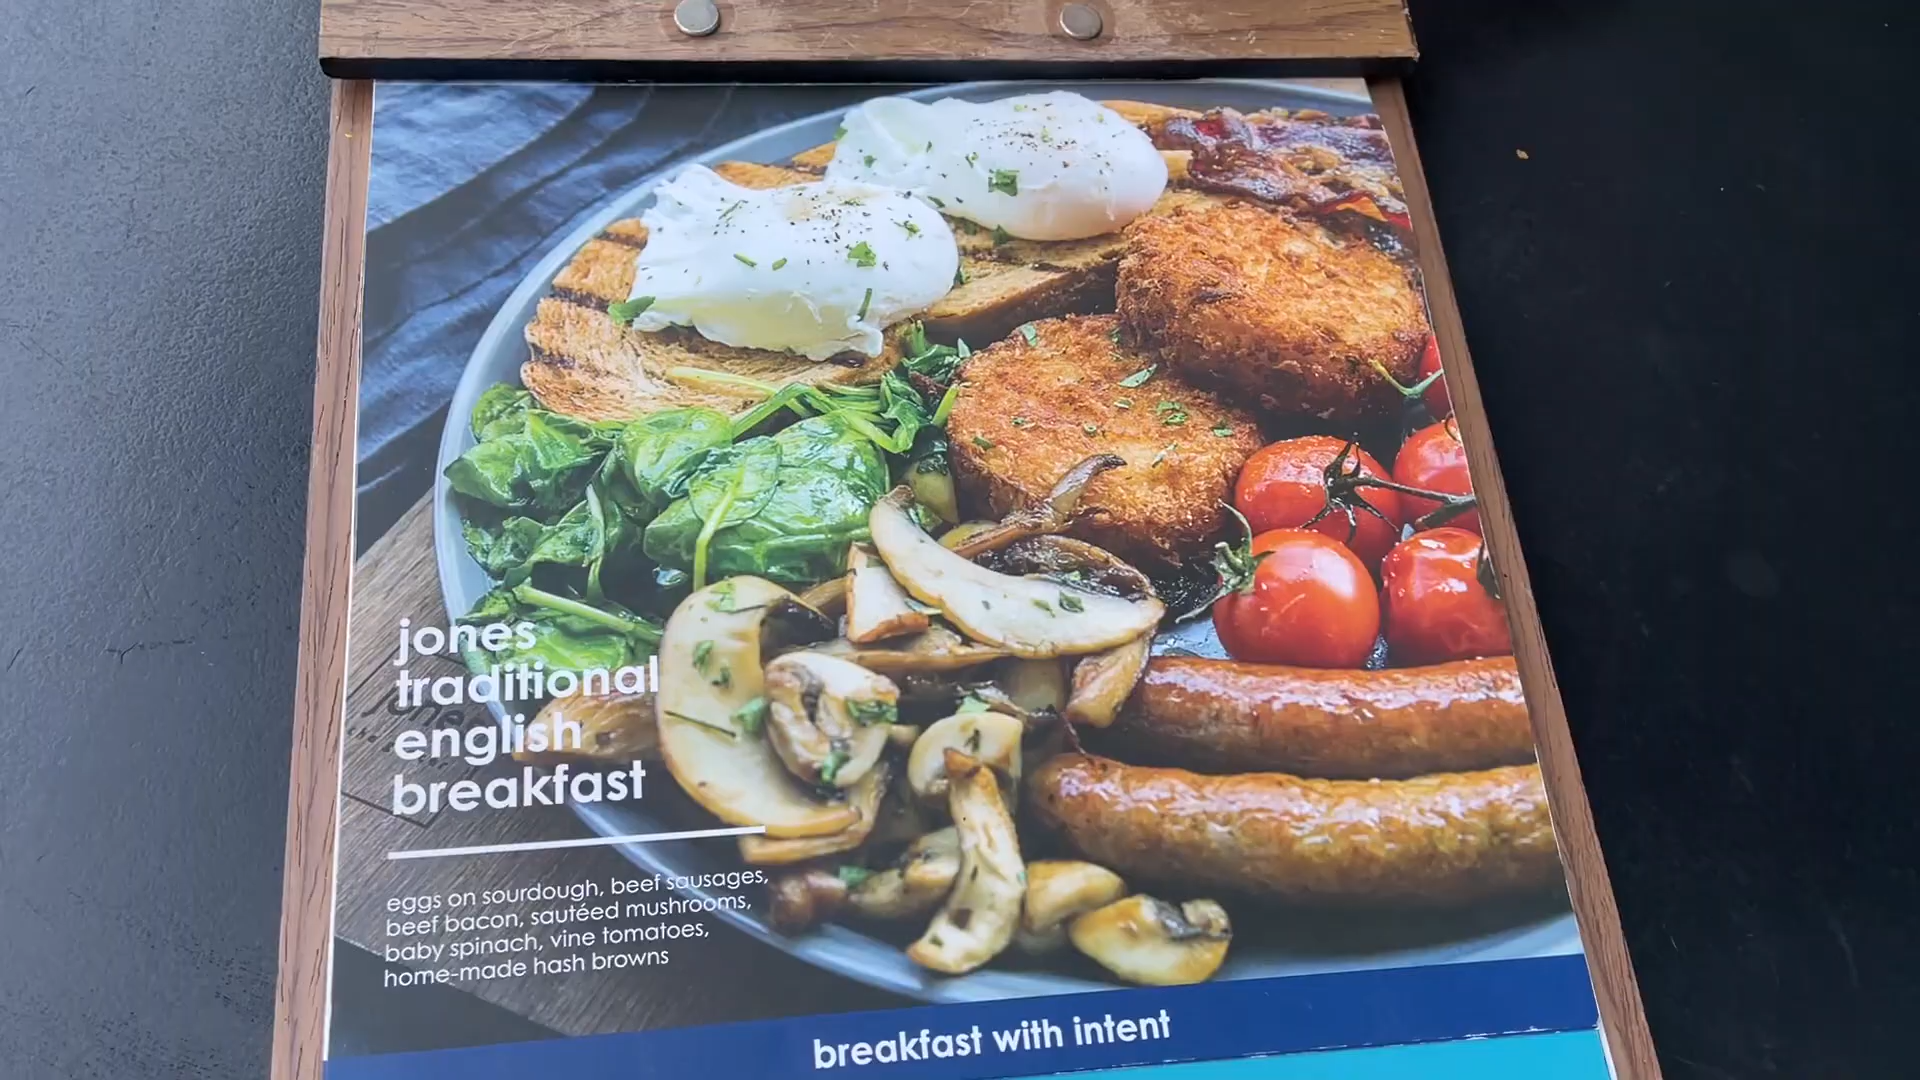 jones
traditional
english
breakfast
eggs on sourdough, beef sausages,
beef bacon, sautéed mushrooms,
baby spinach, vine tomatoes,
home-made hash browns
breakfast with intent